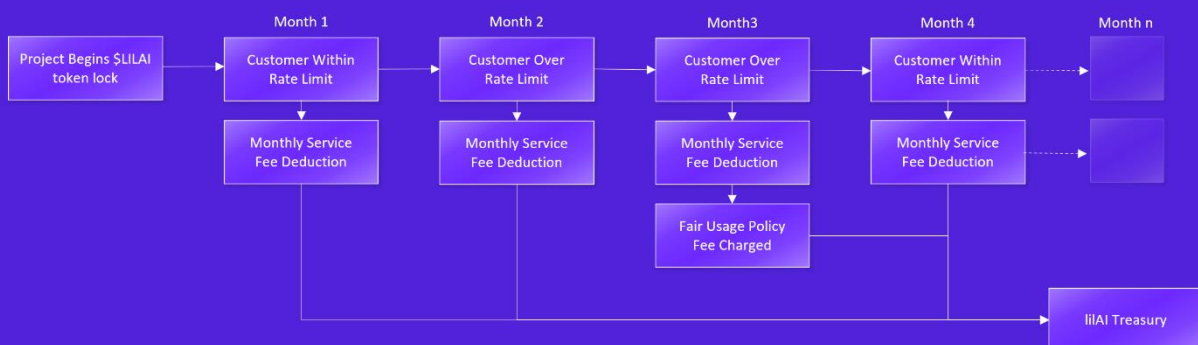 Month 1
Month 2
Month3
Month 4
Month n
Project Begins $LILAI
token lock
Customer Within
Rate Limit
Customer Over
Rate Limit
Customer Over
Rate Limit
Customer Within
Rate Limit
Monthly Service
Fee Deduction
Monthly Service
Fee Deduction
Monthly Service
Fee Deduction
Monthly Service
Fee Deduction
Fair Usage Policy
Fee Charged
lilAI Treasury